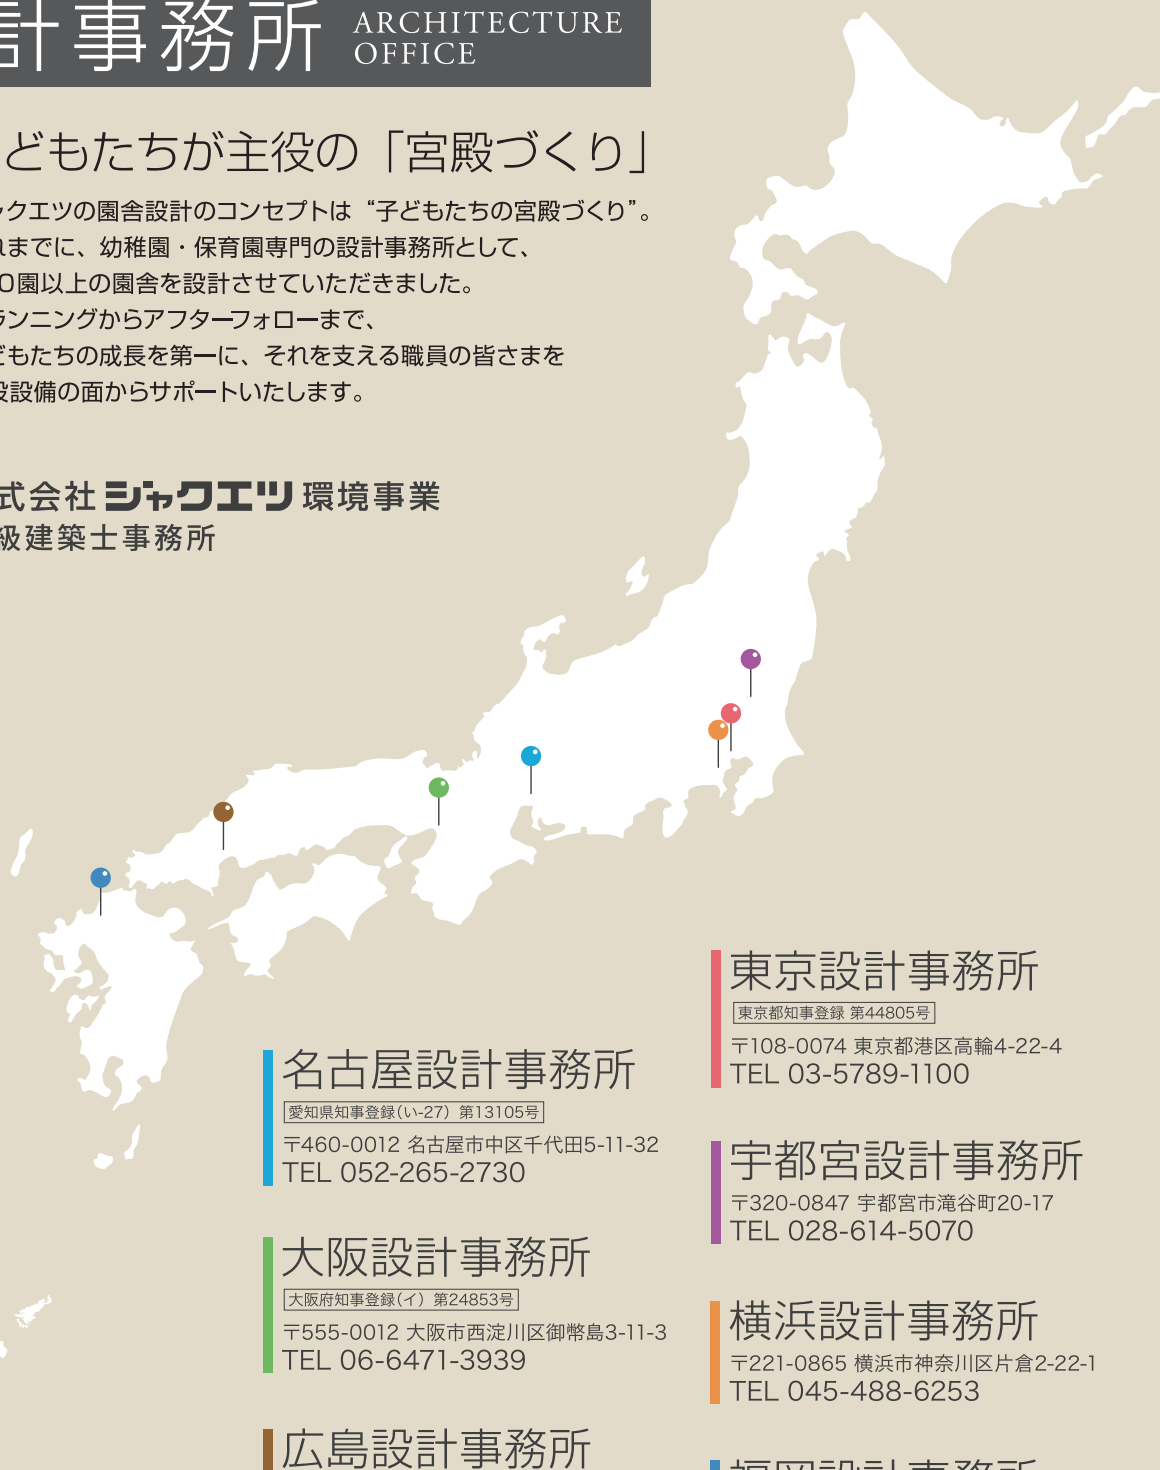 計事務所
ARCHITECTURE
OFFICE
どもたちが主役の「宮殿づくり」
ャクエツの園舎設計のコンセプトは“子どもたちの宮殿づくり”。
れまでに、幼稚園・保育園専門の設計事務所として、
0園以上の園舎を設計させていただきました。
ランニングからアフターフォローまで、
どもたちの成長を第一に、それを支える職員の皆さまを
設設備の面からサポートいたします。
式会社 ジャクエツ 環境事業
級建築士事務所
東京設計事務所
東京都知事登録 第44805号
〒108-0074 東京都港区高輪4-22-4
TEL 03-5789-1100
名古屋設計事務所
愛知県知事登録(い-27) 第13105号
〒460-0012 名古屋市中区千代田5-11-32
TEL 052-265-2730
宇都宮設計事務所
〒320-0847 宇都宮市滝谷町20-17
TEL 028-614-5070
大阪設計事務所
大阪府知事登録(イ) 第24853号
〒555-0012 大阪市西淀川区御幣島3-11-3
TEL 06-6471-3939
横浜設計事務所
〒221-0865 横浜市神奈川区片倉2-22-1
TEL 045-488-6253
広島設計事務所
福岡設計事務所